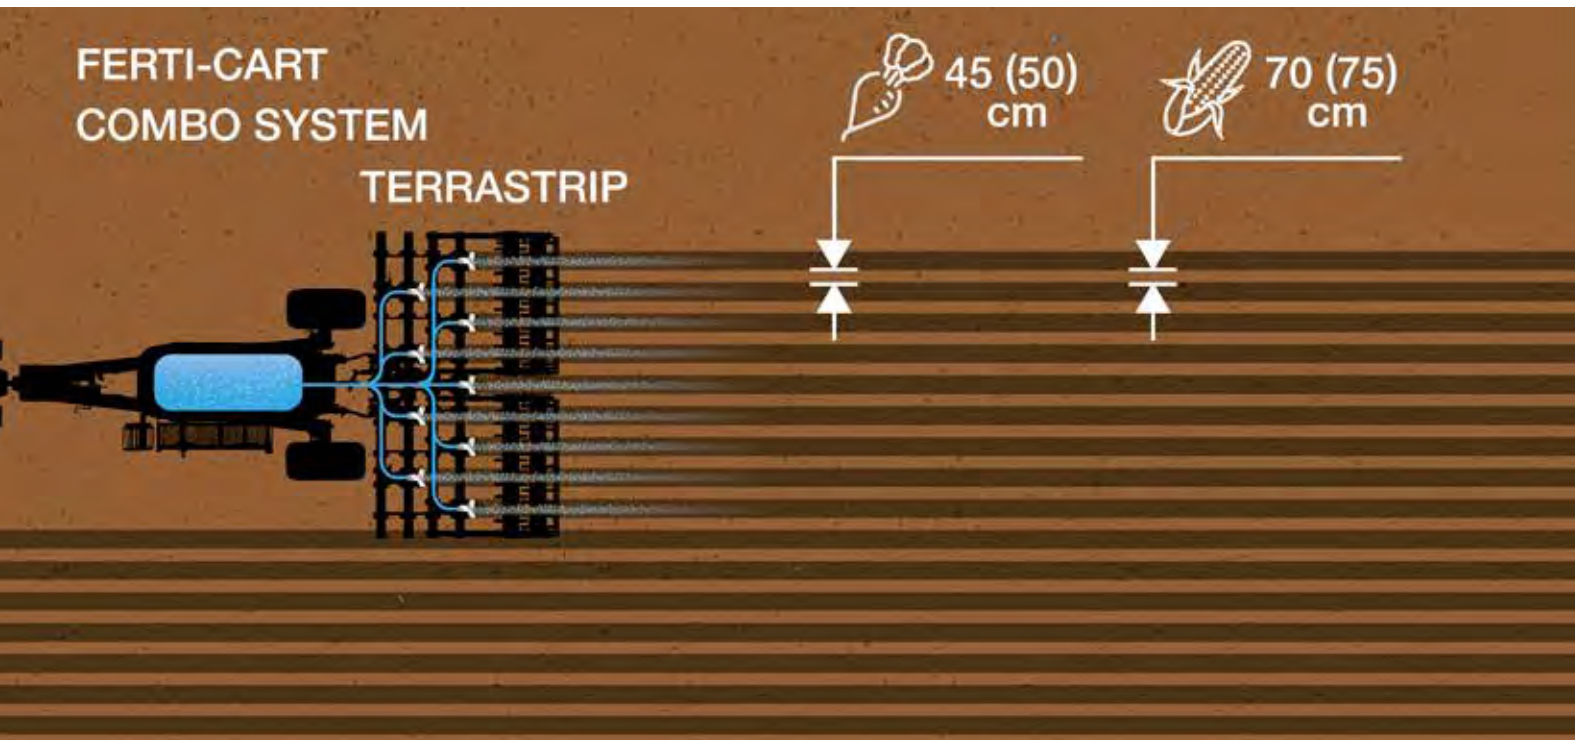 FERTI-CART
COMBO SYSTEM
TERRASTRIP
45 (50)
cm
70 (75)
cm